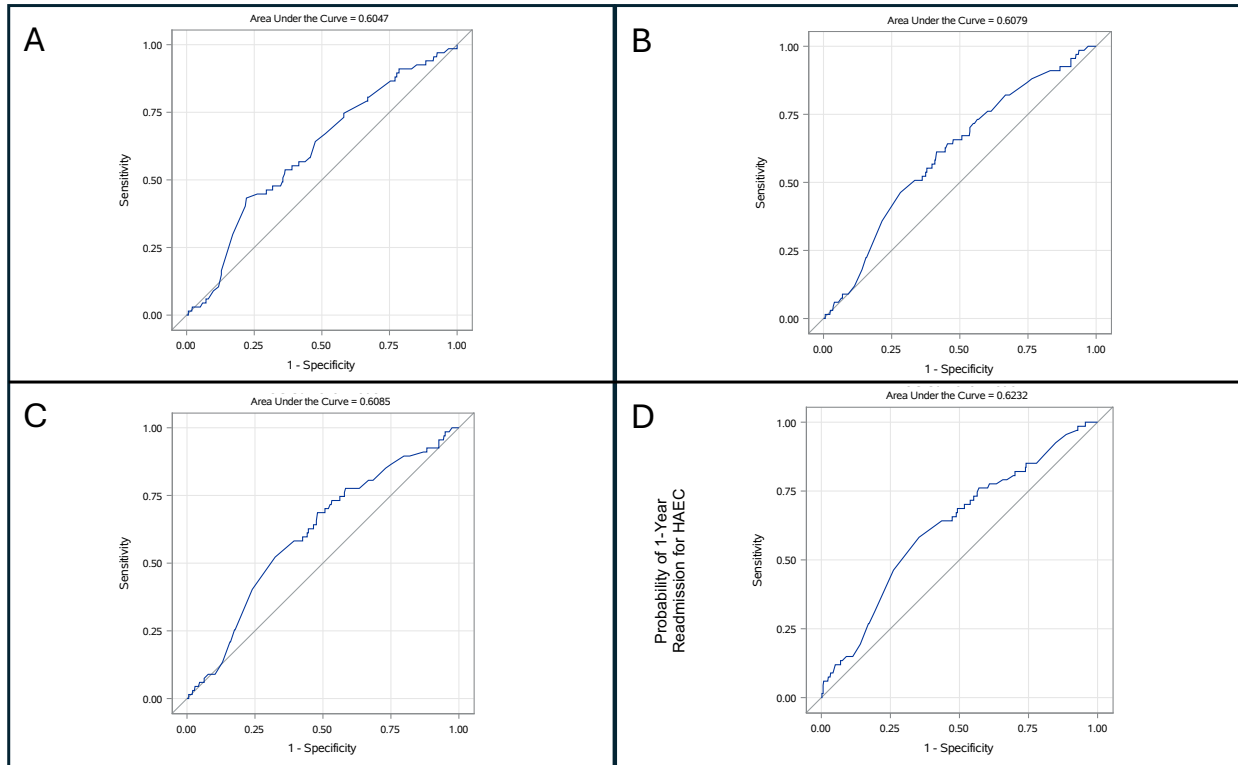 A
Area Under the Curve = 0.6047
1.00
0.75
0.50
0.25
0.00
Sensitivity
0.00 0.25 0.50 0.75 1.00
1 - Specificity
B
Area Under the Curve = 0.6079
1.00
0.75
0.50
0.25
0.00
Sensitivity
0.00 0.25 0.50 0.75 1.00
1 - Specificity
C
Area Under the Curve = 0.6085
1.00
0.75
0.50
0.25
0.00
Sensitivity
0.00 0.25 0.50 0.75 1.00
1 - Specificity
D
Area Under the Curve = 0.6232
Probability of 1-Year
Readmission for HAEC
1.00
0.75
0.50
0.25
0.00
Sensitivity
0.00 0.25 0.50 0.75 1.00
1 - Specificity